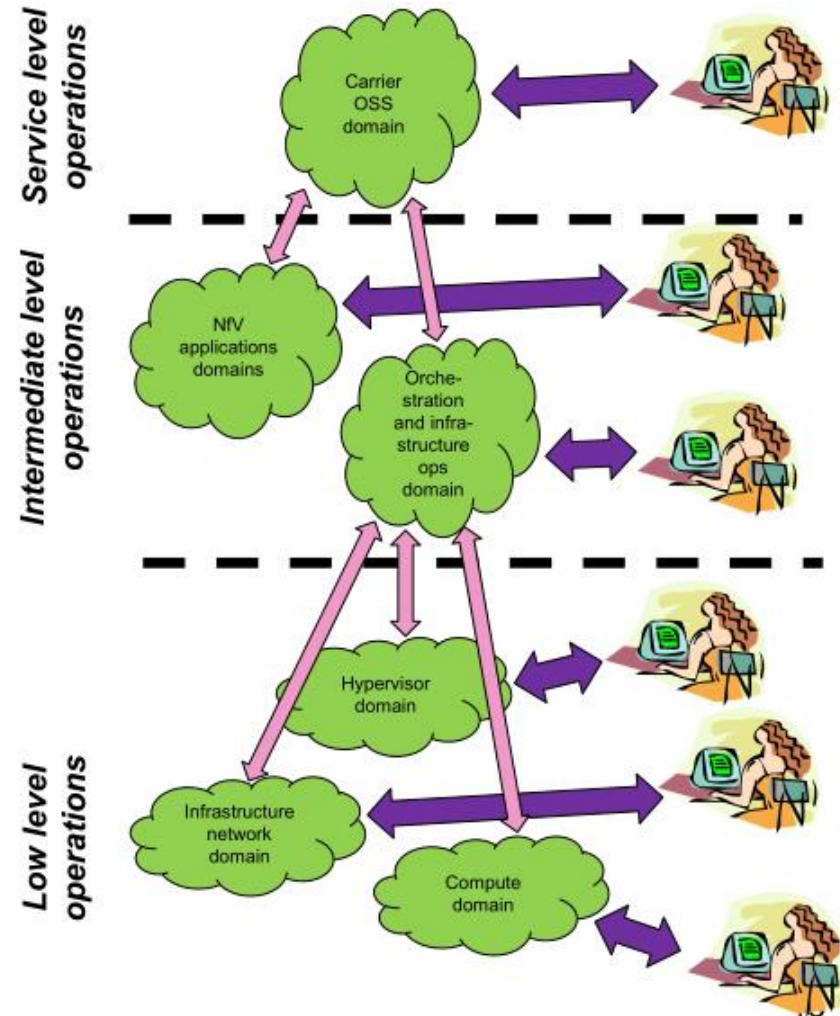 Service level
operations
Carrier
OSS
domain
Intermediate level
operations
NfV
applications
domains
Orche-
stration
and infra-
structure
ops
domain
Low level
operations
Hypervisor
domain
Infrastructure
network
domain
Compute
domain